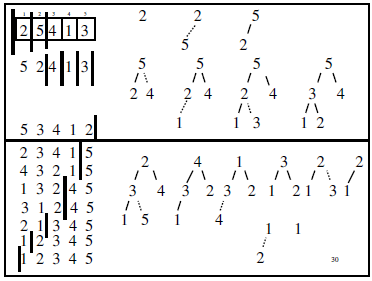 1 2 3 4 5
2 5 4 1 3
5 2 4 1 3
5 3 4 1 2
2 2 5
5 2
5 5 5 5
2 4 2 4 2 4 3 4
1 1 3 1 2
2 3 4 1 5
4 3 2 1 5
1 3 2 4 5
3 1 2 4 5
2 1 3 4 5
1 2 3 4 5
1 2 3 4 5
2 4 1 3 2 2
3 4 3 2 3 2 1 2 1 3 1
1 5 1 4
1 1
2
30